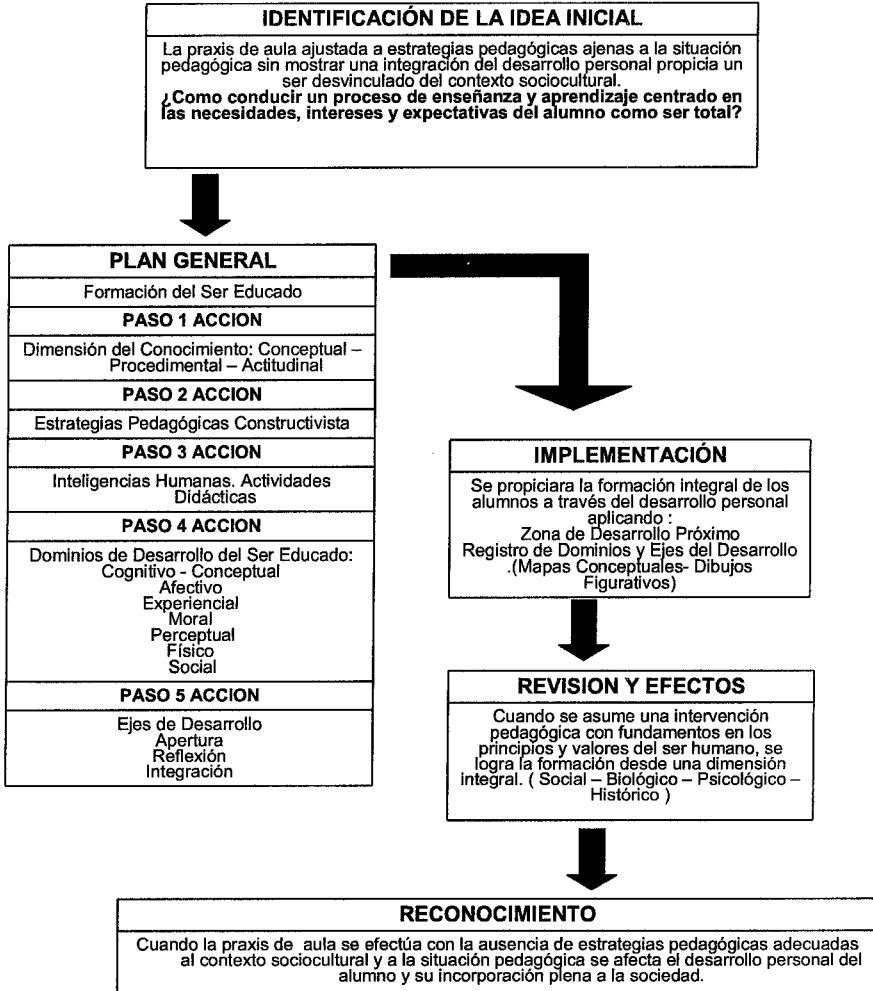 IDENTIFICACIÓN DE LA IDEA INICIAL
La praxis de aula ajustada a estrategias pedagógicas ajenas a la situación
pedagógica sin mostrar una integración del desarrollo personal propicia un
ser desvinculado del contexto sociocultural.
¿Como conducir un proceso de enseñanza y aprendizaje centrado en
las necesidades, intereses y expectativas del alumno como ser total?
PLAN GENERAL
Formación del Ser Educado
PASO 1 ACCION
Dimensión del Conocimiento: Conceptual –
Procedimental – Actitudinal
PASO 2 ACCION
Estrategias Pedagógicas Constructivista
PASO 3 ACCION
Inteligencias Humanas. Actividades
Didácticas
PASO 4 ACCION
Dominios de Desarrollo del Ser Educado:
Cognitivo - Conceptual
Afectivo
Experiencial
Moral
Perceptual
Físico
Social
PASO 5 ACCION
Ejes de Desarrollo
Apertura
Reflexión
Integración
IMPLEMENTACIÓN
Se propiciara la formación integral de los
alumnos a través del desarrollo personal
aplicando :
Zona de Desarrollo Próximo
Registro de Dominios y Ejes del Desarrollo
.(Mapas Conceptuales- Dibujos
Figurativos)
REVISION Y EFECTOS
Cuando se asume una intervención
pedagógica con fundamentos en los
principios y valores del ser humano, se
logra la formación desde una dimensión
integral. ( Social – Biológico – Psicológico –
Histórico )
RECONOCIMIENTO
Cuando la praxis de aula se efectúa con la ausencia de estrategias pedagógicas adecuadas
al contexto sociocultural y a la situación pedagógica se afecta el desarrollo personal del
alumno y su incorporación plena a la sociedad.